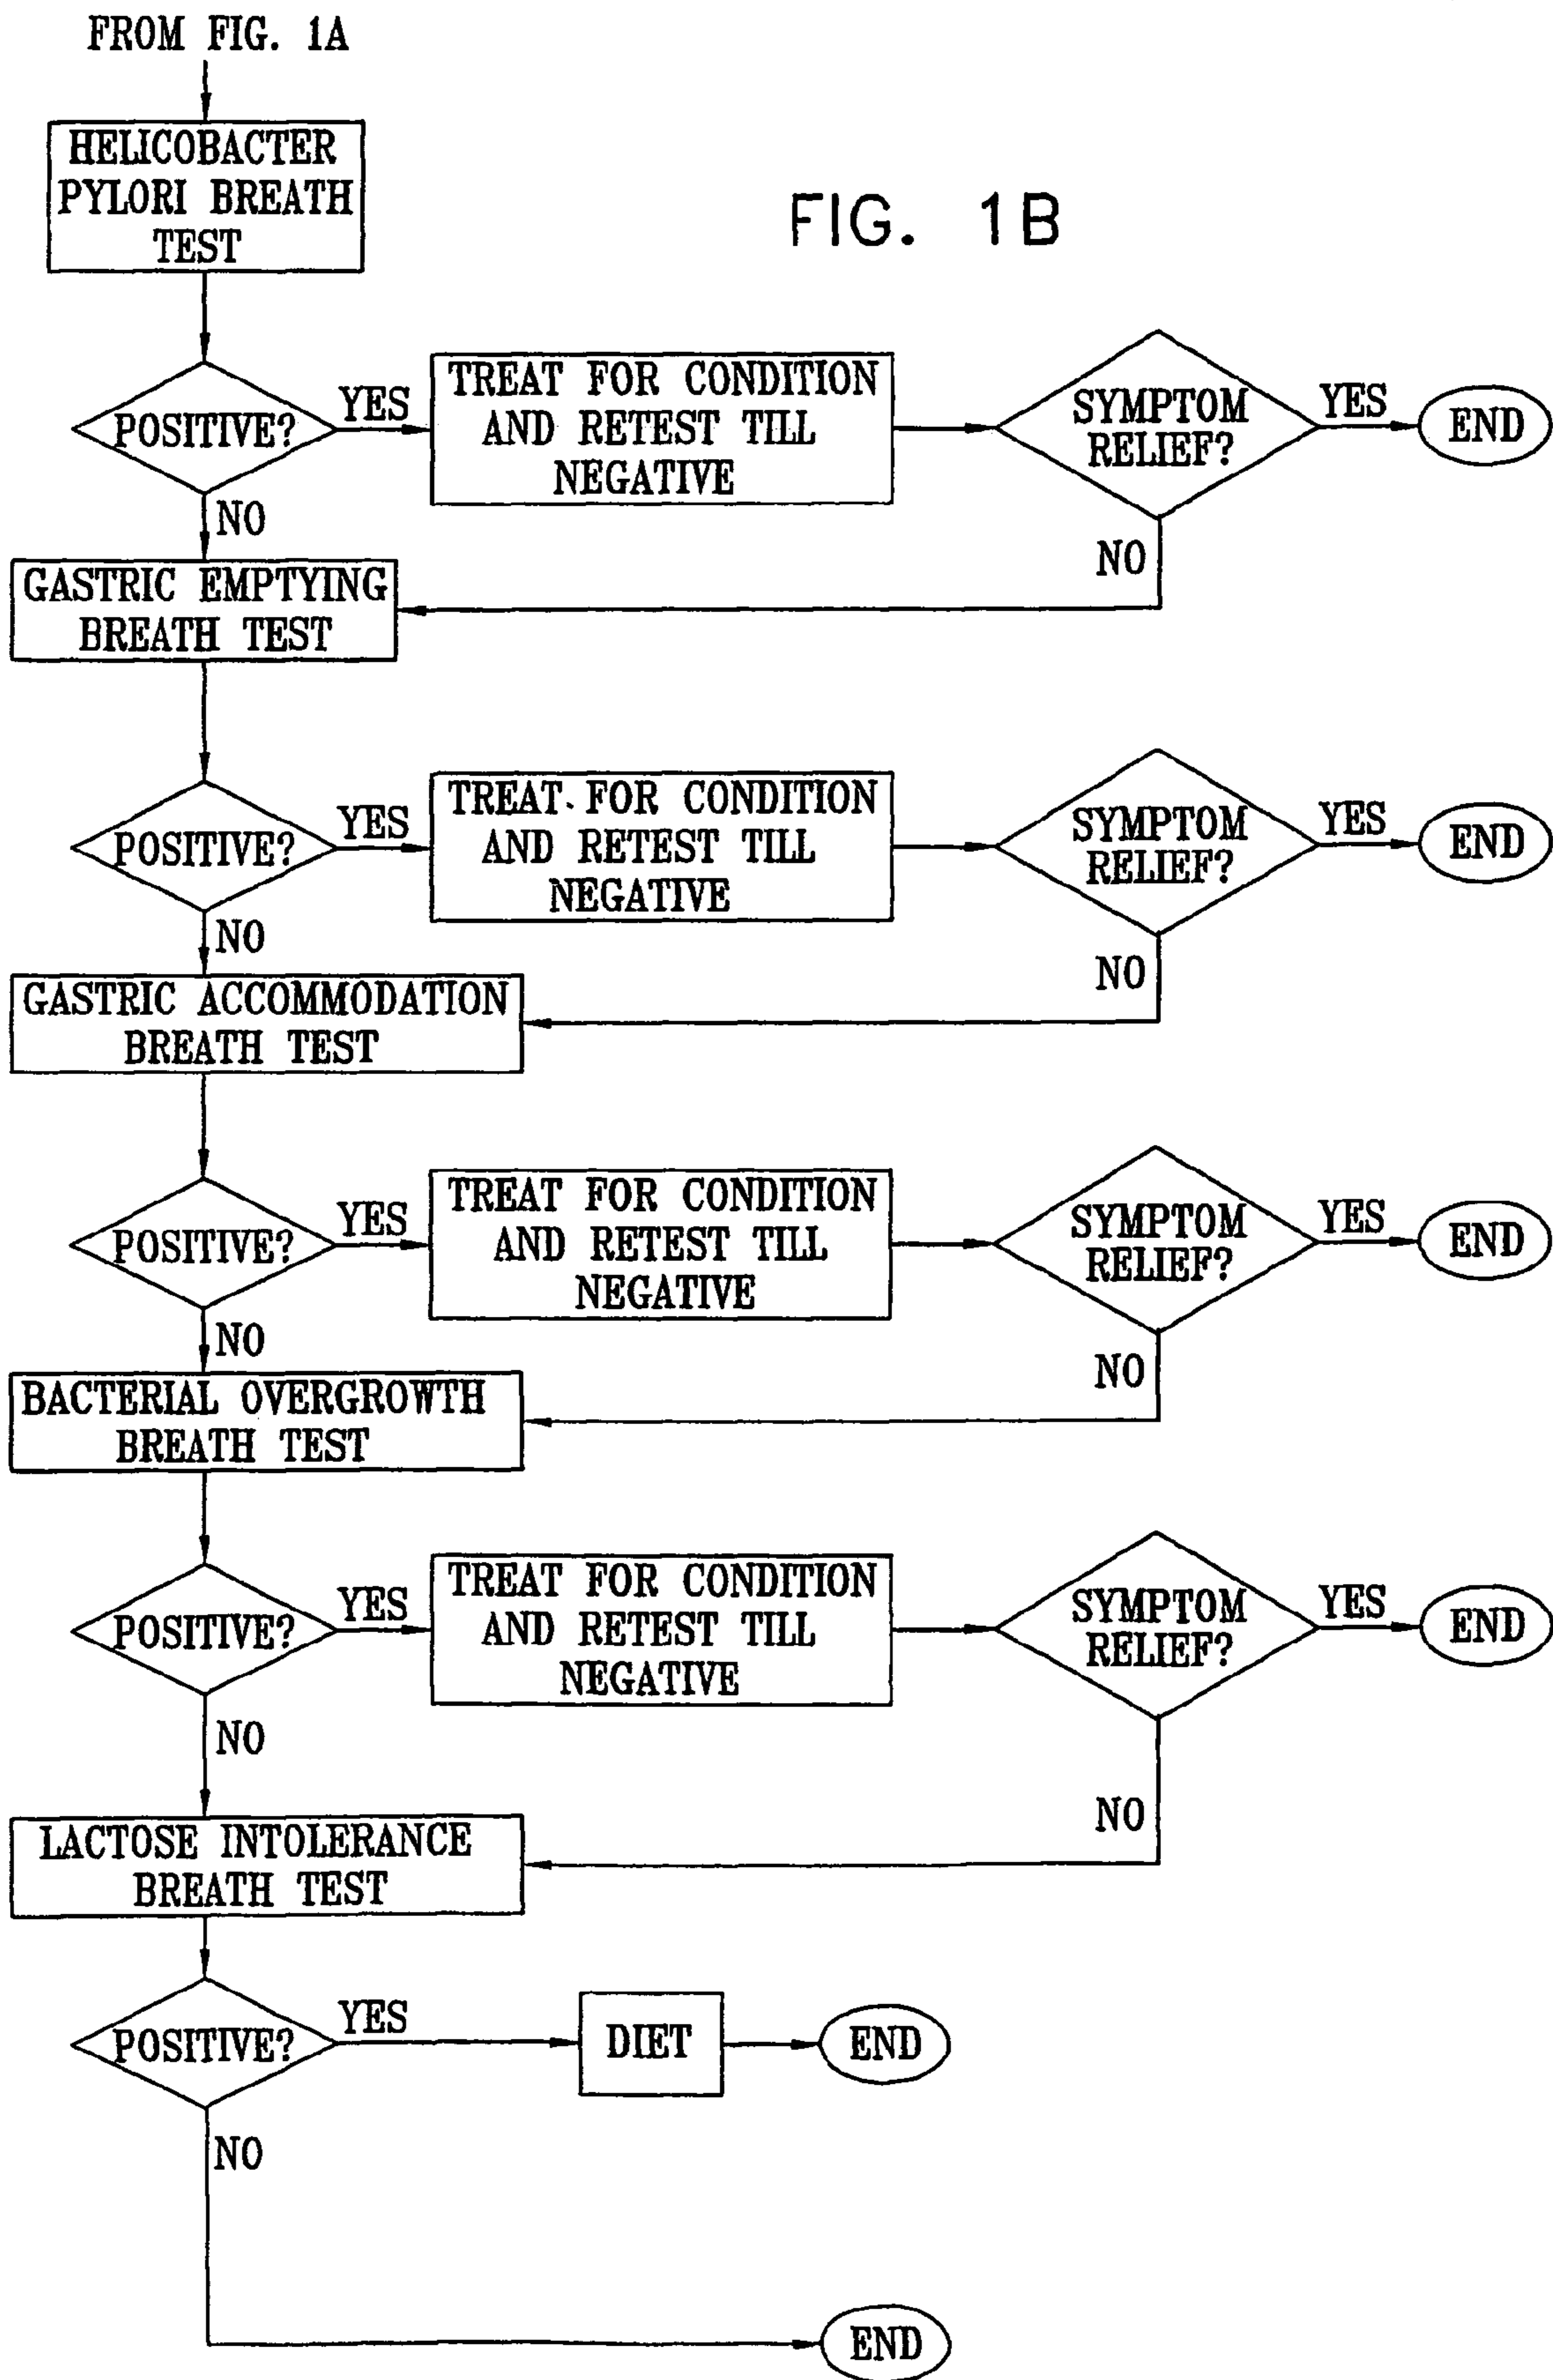 FROM FIG. 1A
HELICOBACTER
PYLORI BREATH
TEST
FIG. 1B
POSITIVE?
YES
TREAT FOR CONDITION
AND RETEST TILL
NEGATIVE
SYMPTOM
RELIEF?
YES
END
NO
NO
GASTRIC EMPTYING
BREATH TEST
POSITIVE?
YES
TREAT FOR CONDITION
AND RETEST TILL
NEGATIVE
SYMPTOM
RELIEF?
YES
END
NO
NO
GASTRIC ACCOMMODATION
BREATH TEST
POSITIVE?
YES
TREAT FOR CONDITION
AND RETEST TILL
NEGATIVE
SYMPTOM
RELIEF?
YES
END
NO
NO
BACTERIAL OVERGROWTH
BREATH TEST
POSITIVE?
YES
TREAT FOR CONDITION
AND RETEST TILL
NEGATIVE
SYMPTOM
RELIEF?
YES
END
NO
NO
LACTOSE INTOLERANCE
BREATH TEST
POSITIVE?
YES
DIET
END
NO
END